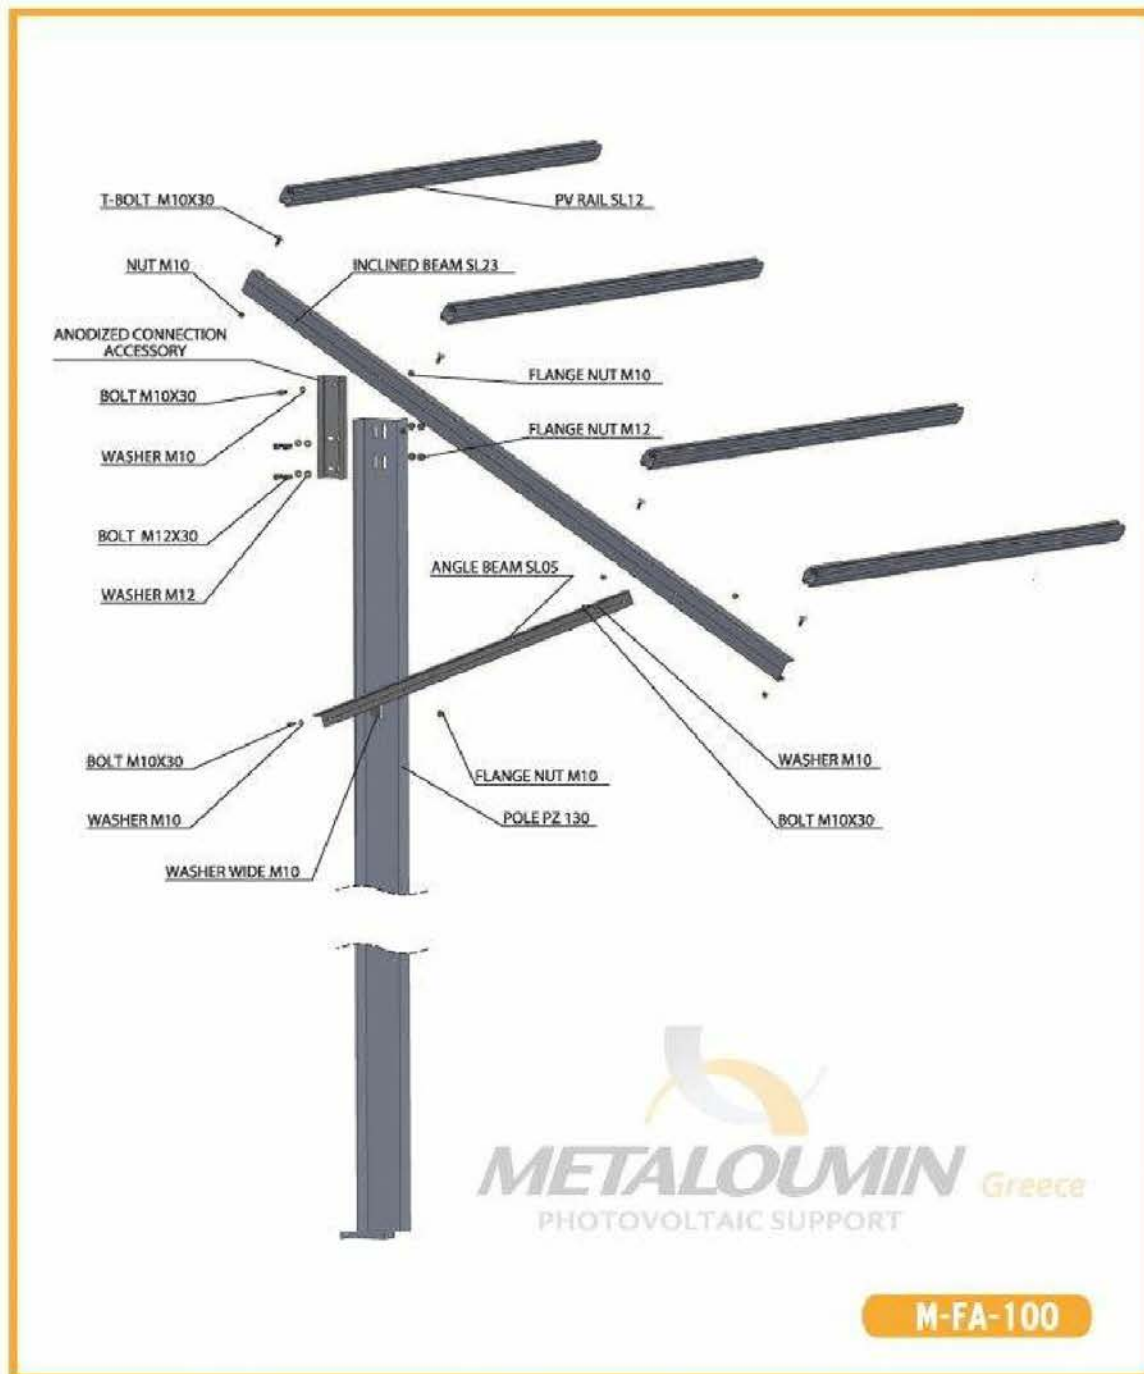 T-BOLT M10X30
PV RAIL SL12
NUT M10
INCLINED BEAM SL23
ANODIZED CONNECTION
ACCESSORY
FLANGE NUT M10
BOLT M10X30
FLANGE NUT M12
WASHER M10
BOLT M12X30
ANGLE BEAM SL05
WASHER M12
BOLT M10X30
WASHER M10
FLANGE NUT M10
WASHER M10
POLE PZ 130
BOLT M10X30
WASHER WIDE M10
METALOUMIN Greece
PHOTOVOLTAIC SUPPORT
M-FA-100